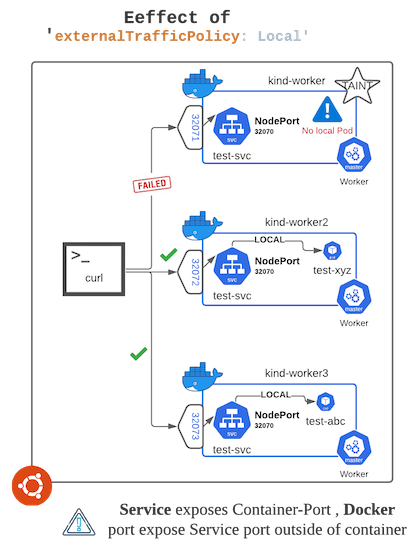 Eeffect of
'externalTrafficPolicy: Local'
kind-worker
TAINT
32071
NodePort
32070
svc
test-svc
No local Pod
master
Worker
FAILED
kind-worker2
LOCAL
32072
NodePort
32070
svc
test-svc
test-xyz
master
Worker
>_
curl
kind-worker3
LOCAL
32073
NodePort
32070
svc
test-svc
test-abc
master
Worker
Service exposes Container-Port , Docker
port expose Service port outside of container